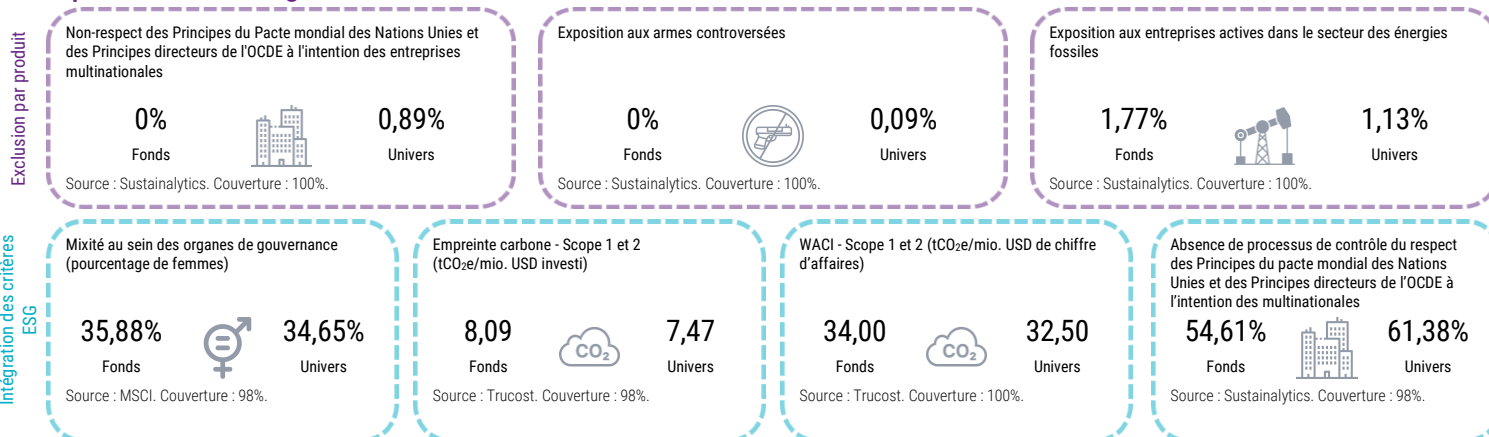 Exclusion par produit
Non-respect des Principes du Pacte mondial des Nations Unies et
des Principes directeurs de l'OCDE à l'intention des entreprises
multinationales
0%
Fonds
0,89%
Univers
Source : Sustainalytics. Couverture : 100%.
Exposition aux armes controversées
0%
Fonds
0,09%
Univers
Source : Sustainalytics. Couverture : 100%.
Exposition aux entreprises actives dans le secteur des énergies
fossiles
1,77%
Fonds
1,13%
Univers
Source : Sustainalytics. Couverture : 100%.
Intégration des critères
ESG
Mixité au sein des organes de gouvernance
(pourcentage de femmes)
35,88%
Fonds
34,65%
Univers
Source : MSCI. Couverture : 98%.
Empreinte carbone - Scope 1 et 2
(tCO₂e/mio. USD investi)
8,09
Fonds
CO₂
7,47
Univers
Source : Trucost. Couverture : 98%.
WACI - Scope 1 et 2 (tCO₂e/mio. USD de chiffre
d’affaires)
34,00
Fonds
CO₂
32,50
Univers
Source : Trucost. Couverture : 100%.
Absence de processus de contrôle du respect
des Principes du pacte mondial des Nations
Unies et des Principes directeurs de l’OCDE à
l’intention des multinationales
54,61%
Fonds
61,38%
Univers
Source : Sustainalytics. Couverture : 98%.